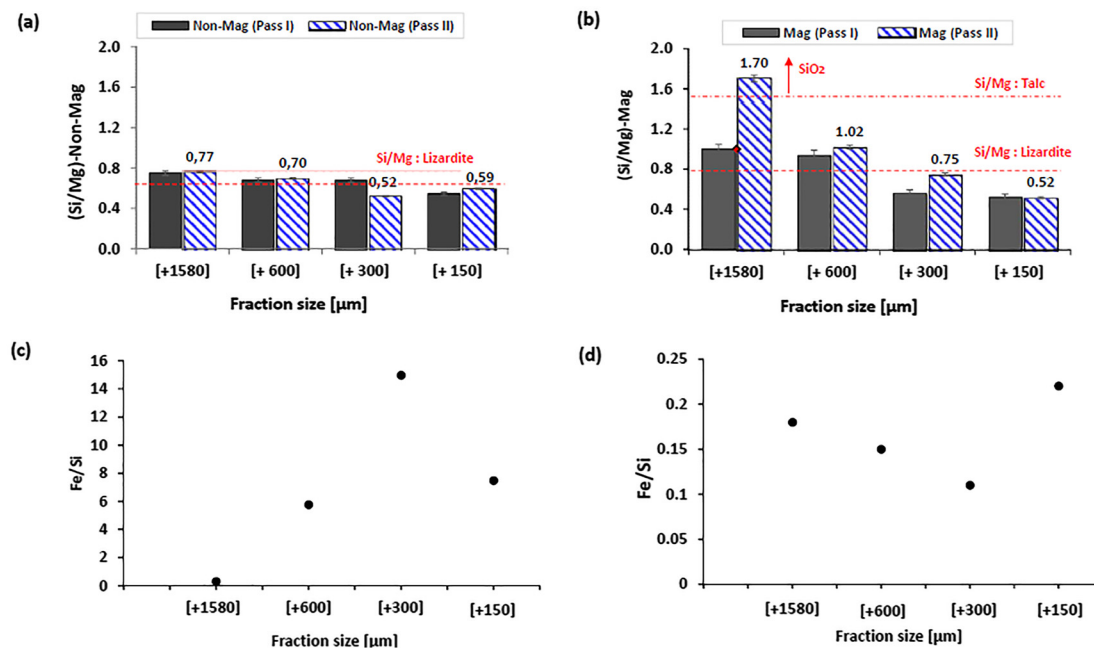 (a)
Non-Mag (Pass I) Non-Mag (Pass II)
2.0
1.6
1.2
0.8
0.4
0.0
(Si/Mg)-Non-Mag
0,77
0,70
0,52
0,59
Si/Mg : Lizardite
[+1580] [+ 600] [+ 300] [+ 150]
Fraction size [µm]
(b)
Mag (Pass I) Mag (Pass II)
2.0
1.6
1.2
0.8
0.4
0.0
(Si/Mg)-Mag
1.70
SiO₂
Si/Mg : Talc
1.02
Si/Mg : Lizardite
0.75
0.52
[+1580] [+ 600] [+ 300] [+ 150]
Fraction size [µm]
(c)
16
14
12
10
8
6
4
2
0
Fe/Si
[+1580] [+600] [+300] [+150]
Fraction size [µm]
(d)
0.25
0.2
0.15
0.1
0.05
0
Fe/Si
[+1580] [+600] [+300] [+150]
Fraction size [µm]